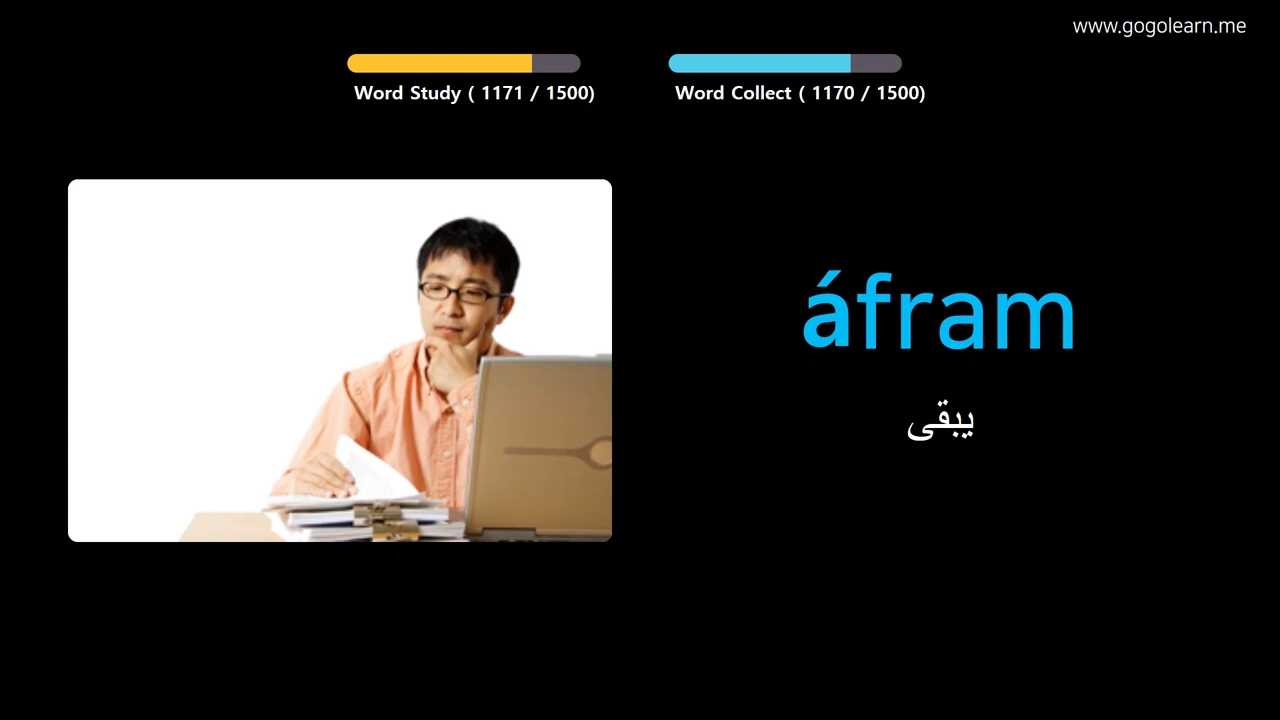 www.gogolearn.me
Word Study ( 1171 / 1500)
Word Collect ( 1170 / 1500)
áfram
يبقى